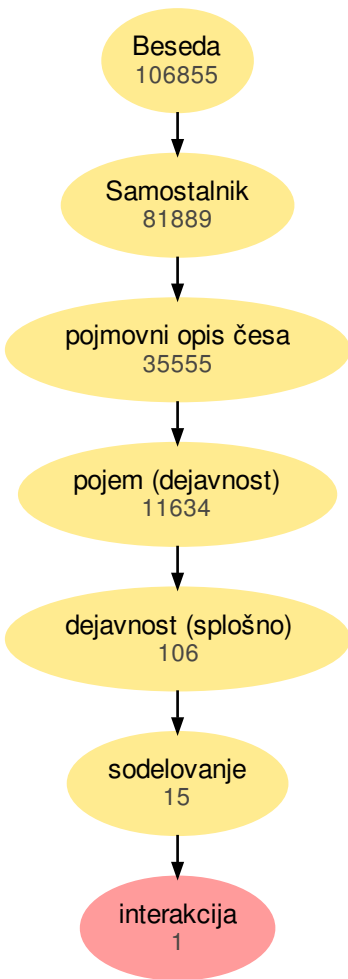 Beseda
106855
Samostalnik
81889
pojmovni opis česa
35555
pojem (dejavnost)
11634
dejavnost (splošno)
106
sodelovanje
15
interakcija
1